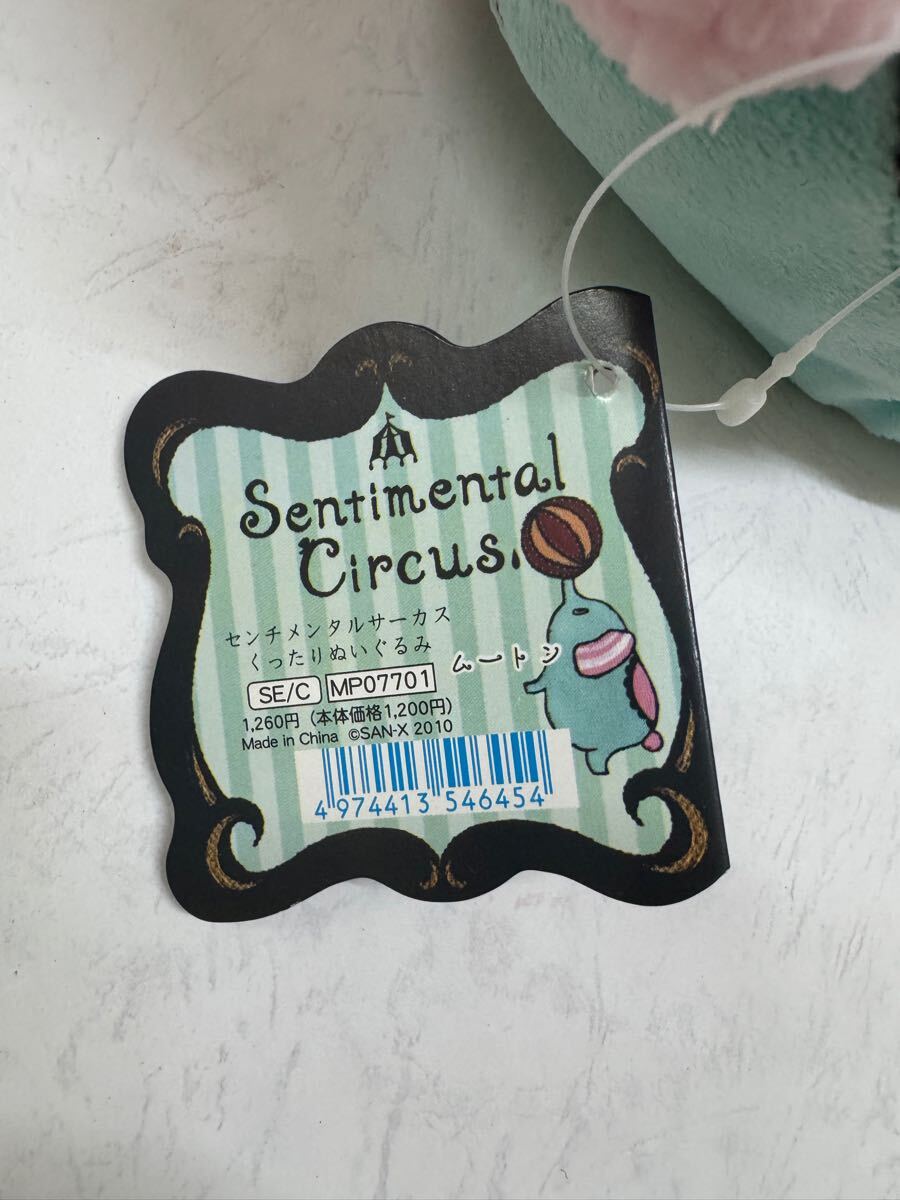 Sentimental
Circus.
センチメンタルサーカス
くったりぬいぐるみ
ムートン
SE/C MP07701
1,260円 (本体価格1,200円)
Made in China ©SAN-X 2010
4 974413 546454